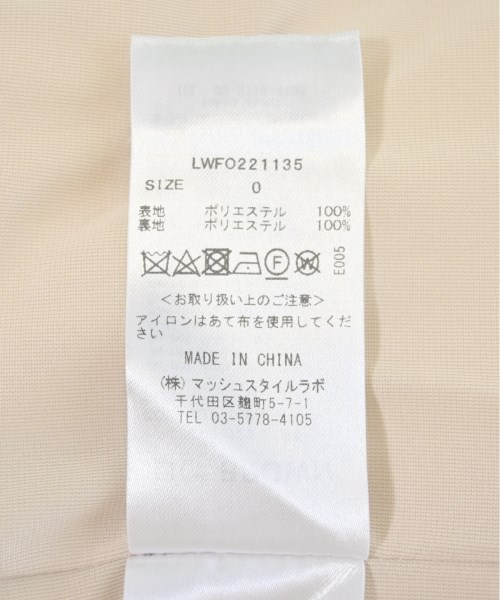 LWFO221135
SIZE 0
表地 ポリエステル 100%
裏地 ポリエステル 100%
F W E005
<お取り扱い上のご注意>
アイロンはあて布を使用してくだ
さい
MADE IN CHINA
(株) マッシュスタイルラボ
千代田区麹町5-7-1
TEL 03-5778-4105